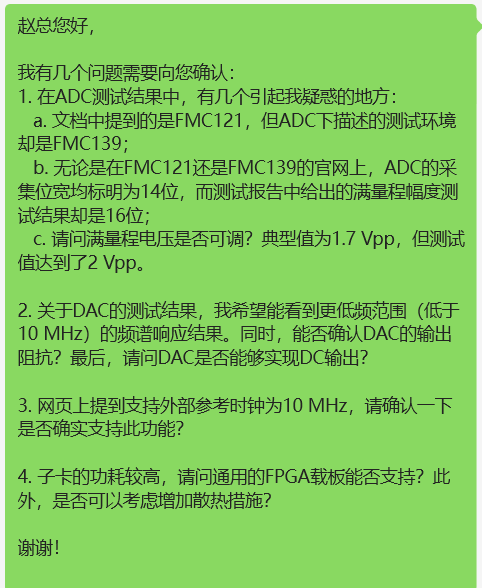 赵总您好，
我有几个问题需要向您确认：
1. 在ADC测试结果中，有几个引起我疑惑的地方：
a. 文档中提到的是FMC121，但ADC下描述的测试环境
却是FMC139；
b. 无论是在FMC121还是FMC139的官网上，ADC的采
集位宽均标明为14位，而测试报告中给出的满量程幅度测
试结果却是16位；
c. 请问满量程电压是否可调？典型值为1.7 Vpp，但测试
值达到了2 Vpp。
2. 关于DAC的测试结果，我希望能看到更低频范围（低于
10 MHz）的频谱响应结果。同时，能否确认DAC的输出
阻抗？最后，请问DAC是否能够实现DC输出？
3. 网页上提到支持外部参考时钟为10 MHz，请确认一下
是否确实支持此功能？
4. 子卡的功耗较高，请问通用的FPGA载板能否支持？此
外，是否可以考虑增加散热措施？
谢谢！